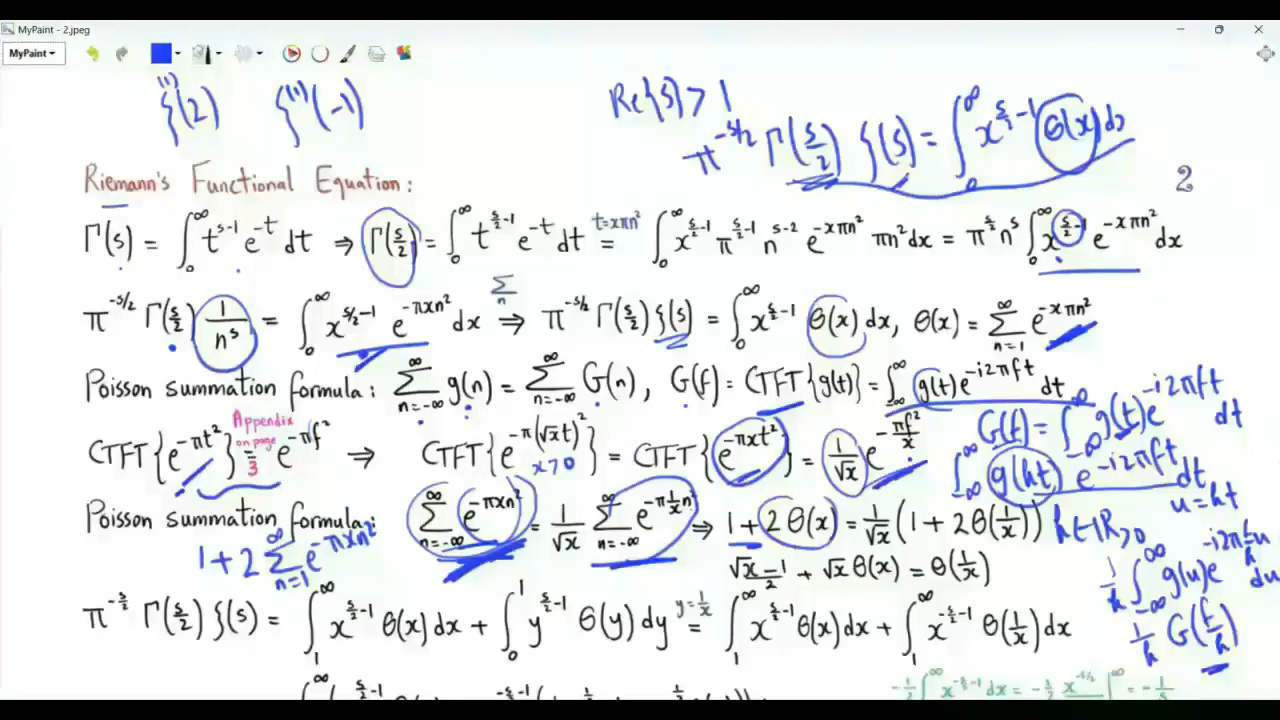 MyPaint - 2.jpeg
MyPaint
ζ⁽¹⁾(2) ζ⁽¹⁾(-1) Re{s} > 1
π^{-s/2} Γ(s/2) ζ(s) = ∫_0^∞ x^{s/2-1} θ(x) dx
Riemann's Functional Equation: 2
Γ(s) = ∫_0^∞ t^{s-1} e^{-t} dt ⇒ Γ(s/2) = ∫_0^∞ t^{s/2-1} e^{-t} dt =^{t=xπn²} ∫_0^∞ x^{s/2-1} π^{s/2-1} n^{s-2} e^{-xπn²} πn² dx = π^{s/2} n^s ∫_0^∞ x^{s/2-1} e^{-xπn²} dx
π^{-s/2} Γ(s/2) 1/n^s = ∫_0^∞ x^{s/2-1} e^{-πxn²} dx ⇒^{Σ_n} π^{-s/2} Γ(s/2) ζ(s) = ∫_0^∞ x^{s/2-1} θ(x) dx, θ(x) = Σ_{n=1}^∞ e^{-xπn²}
Poisson summation formula: Σ_{n=-∞}^∞ g(n) = Σ_{n=-∞}^∞ G(n), G(f) = CTFT{g(t)} = ∫_{-∞}^∞ g(t) e^{-i2πft} dt
G(f) = ∫_{-∞}^∞ g(t) e^{-i2πft} dt
CTFT{e^{-πt²}} = e^{-πf²} ⇒ CTFT{e^{-π(√x t)²}} = CTFT{e^{-πxt²}} = 1/√x e^{-πf²/x}
Appendix on page 3
x>0
∫_{-∞}^∞ g(ht) e^{-i2πft} dt
u = ht
Poisson summation formula: Σ_{n=-∞}^∞ e^{-πxn²} = 1/√x Σ_{n=-∞}^∞ e^{-π(1/x)n²} ⇒ 1 + 2θ(x) = 1/√x (1 + 2θ(1/x))
h ∈ ℝ>0
1 + 2 Σ_{n=1}^∞ e^{-πxn²}
(√x - 1)/2 + √x θ(x) = θ(1/x)
1/h ∫_{-∞}^∞ g(u) e^{-i2π(f/h)u} du
π^{-s/2} Γ(s/2) ζ(s) = ∫_1^∞ x^{s/2-1} θ(x) dx + ∫_0^1 y^{s/2-1} θ(y) dy =^{y=1/x} ∫_1^∞ x^{s/2-1} θ(x) dx + ∫_1^∞ x^{-s/2-1} θ(1/x) dx
1/h G(f/h)